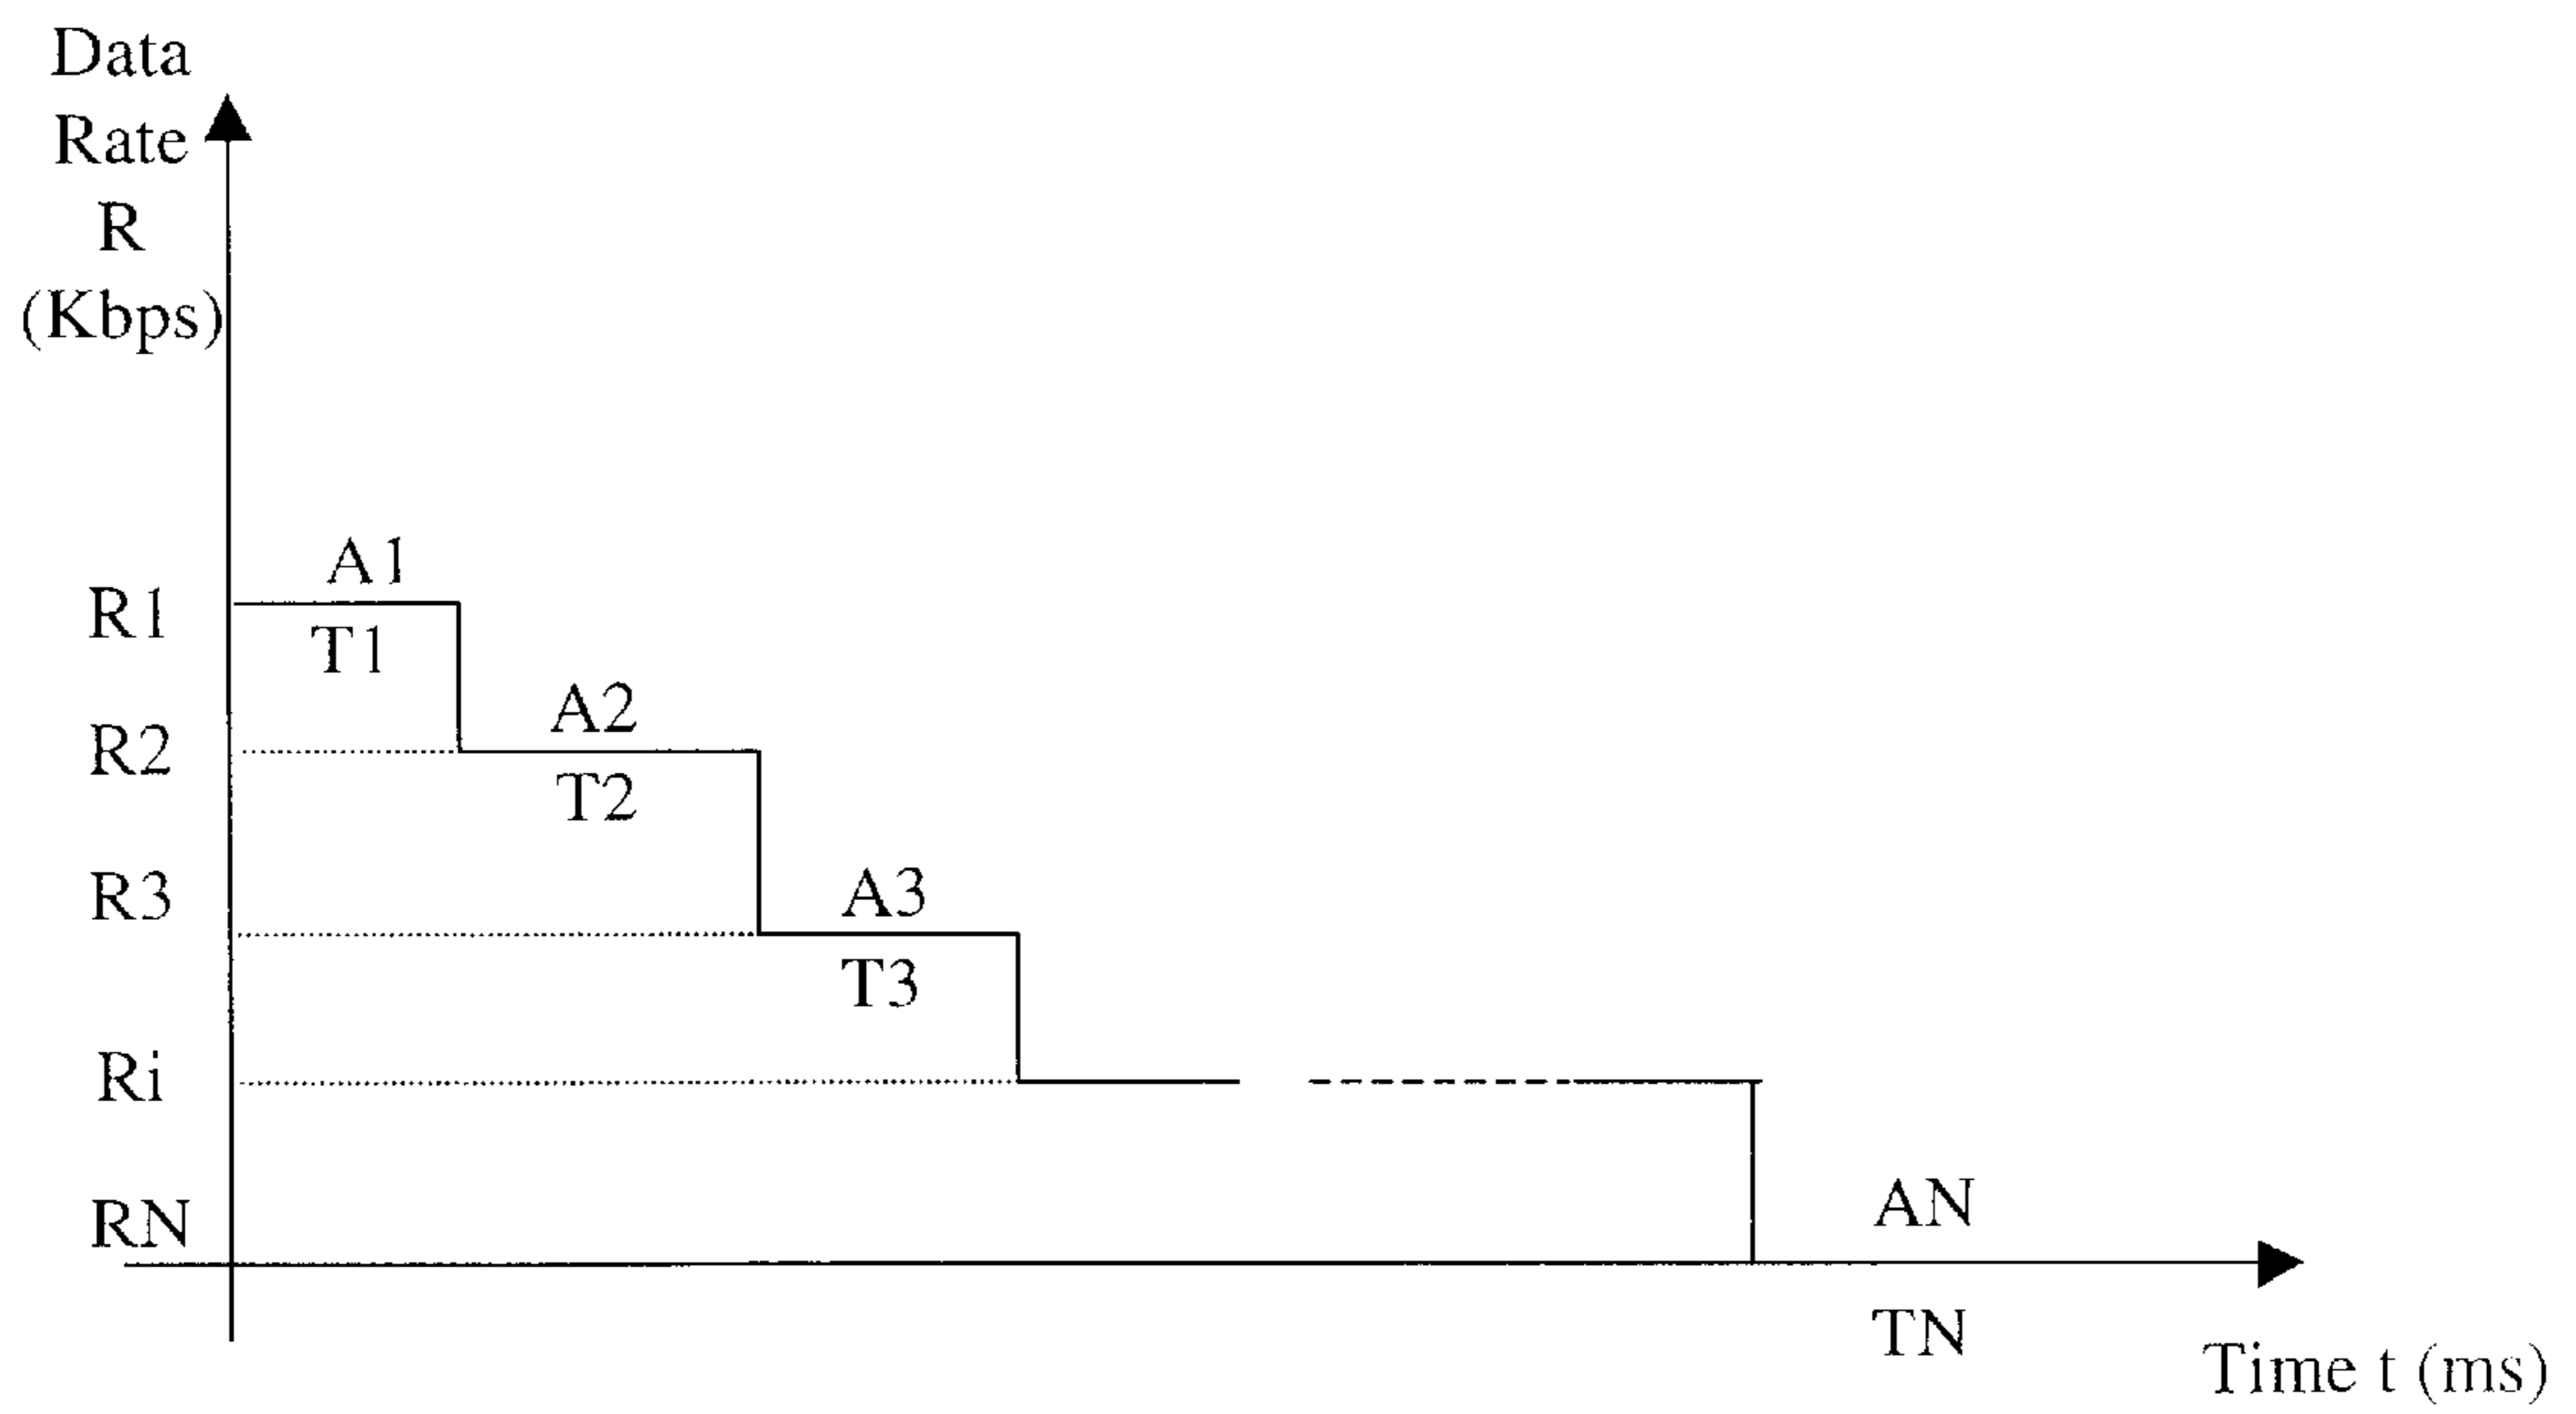 Data
Rate
R
(Kbps)
A1
R1
T1
A2
R2
T2
R3
A3
T3
Ri
RN
AN
TN
Time t (ms)